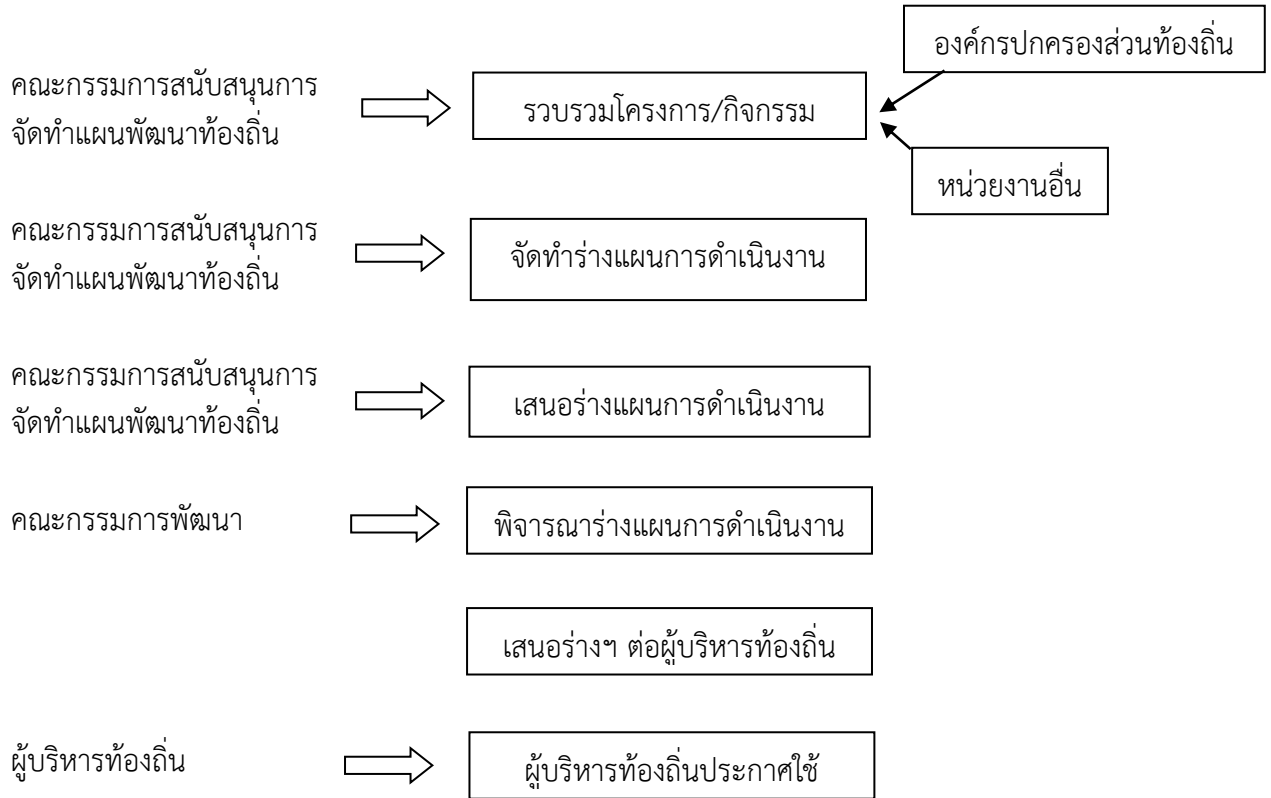 องค์กรปกครองส่วนท้องถิ่น
คณะกรรมการสนับสนุนการ
จัดทำแผนพัฒนาท้องถิ่น
รวบรวมโครงการ/กิจกรรม
หน่วยงานอื่น
คณะกรรมการสนับสนุนการ
จัดทำแผนพัฒนาท้องถิ่น
จัดทำร่างแผนการดำเนินงาน
คณะกรรมการสนับสนุนการ
จัดทำแผนพัฒนาท้องถิ่น
เสนอร่างแผนการดำเนินงาน
คณะกรรมการพัฒนา
พิจารณาร่างแผนการดำเนินงาน
เสนอร่างฯ ต่อผู้บริหารท้องถิ่น
ผู้บริหารท้องถิ่น
ผู้บริหารท้องถิ่นประกาศใช้